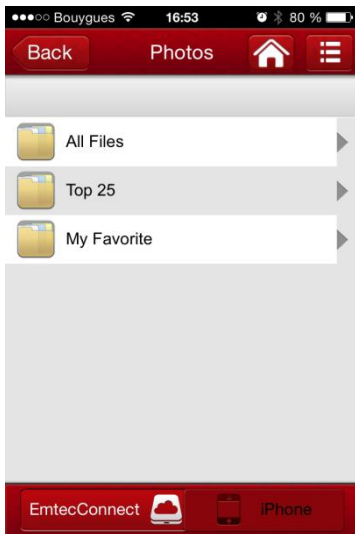 Bouygues 16:53 80 %
Back Photos
All Files
Top 25
My Favorite
EmtecConnect iPhone